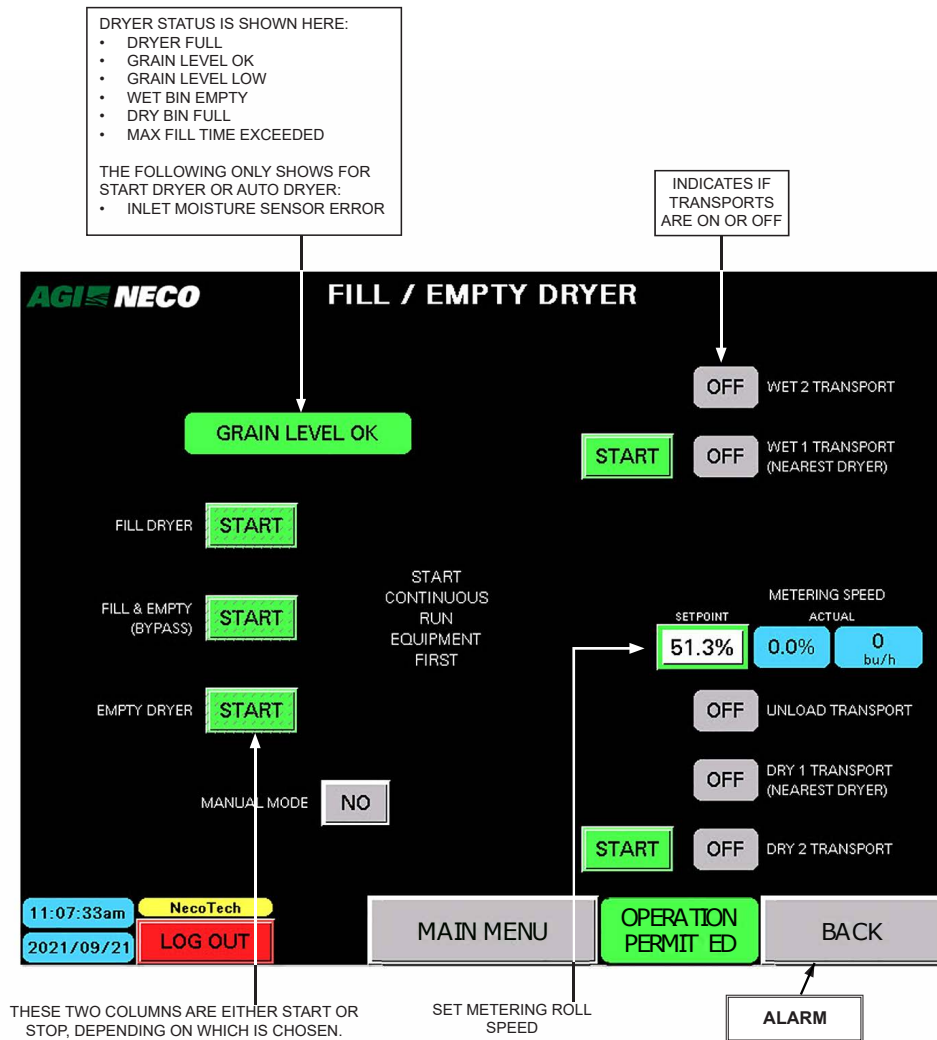 DRYER STATUS IS SHOWN HERE:
• DRYER FULL
• GRAIN LEVEL OK
• GRAIN LEVEL LOW
• WET BIN EMPTY
• DRY BIN FULL
• MAX FILL TIME EXCEEDED
THE FOLLOWING ONLY SHOWS FOR
START DRYER OR AUTO DRYER:
• INLET MOISTURE SENSOR ERROR
INDICATES IF
TRANSPORTS
ARE ON OR OFF
AGI NECO
FILL / EMPTY DRYER
OFF WET 2 TRANSPORT
GRAIN LEVEL OK
START OFF WET 1 TRANSPORT
(NEAREST DRYER)
FILL DRYER START
FILL & EMPTY
(BYPASS)
START
START
CONTINUOUS
RUN
EQUIPMENT
FIRST
METERING SPEED
SETPOINT ACTUAL
51.3% 0.0% 0
bu/h
EMPTY DRYER START
OFF UNLOAD TRANSPORT
MANUAL MODE NO
OFF DRY 1 TRANSPORT
(NEAREST DRYER)
START OFF DRY 2 TRANSPORT
11:07:33am NecoTech
2021/09/21 LOG OUT
MAIN MENU
OPERATION
PERMIT ED
BACK
THESE TWO COLUMNS ARE EITHER START OR
STOP, DEPENDING ON WHICH IS CHOSEN.
SET METERING ROLL
SPEED
ALARM